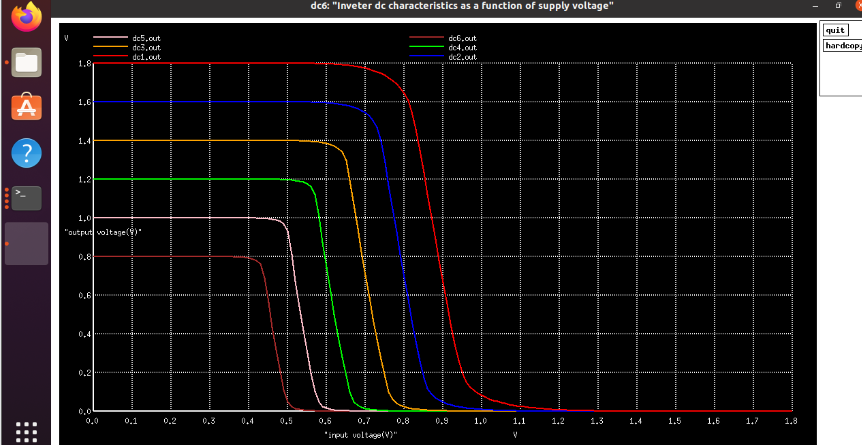 dc6: "Inveter dc characteristics as a function of supply voltage"
quit
hardcopy
V
dc5.out
dc6.out
dc3.out
dc4.out
dc1.out
dc2.out
1.8
1.6
1.4
1.2
1.0
"output voltage(V)"
0.8
0.6
0.4
0.2
0.0
0.0 0.1 0.2 0.3 0.4 0.5 0.6 0.7 0.8 0.9 1.0 1.1 1.2 1.3 1.4 1.5 1.6 1.7 1.8
"input voltage(V)" V